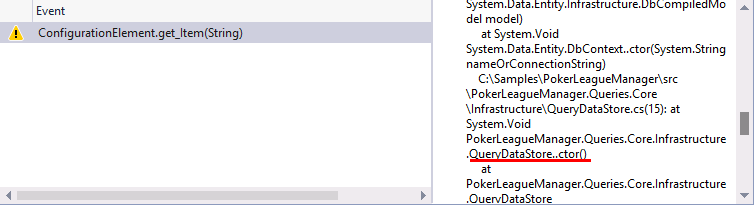 Event
ConfigurationElement.get_Item(String)
System.Data.Entity.Infrastructure.DbCompiledMo
del model)
at System.Void
System.Data.Entity.DbContext..ctor(System.String
nameOrConnectionString)
C:\Samples\PokerLeagueManager\src
\PokerLeagueManager.Queries.Core
\Infrastructure\QueryDataStore.cs(15): at
System.Void
PokerLeagueManager.Queries.Core.Infrastructure
.QueryDataStore..ctor()
at
PokerLeagueManager.Queries.Core.Infrastructure
.QueryDataStore